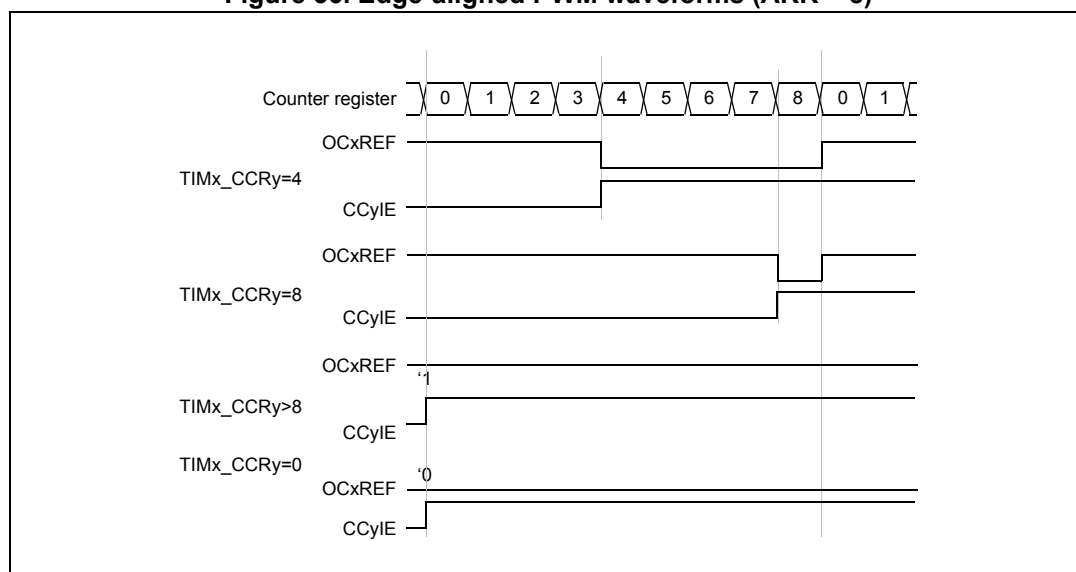 Counter register 0 1 2 3 4 5 6 7 8 0 1
OCxREF
TIMx_CCRy=4
CCyIE
OCxREF
TIMx_CCRy=8
CCyIE
OCxREF
‘1
TIMx_CCRy>8
CCyIE
TIMx_CCRy=0
‘0
OCxREF
CCyIE